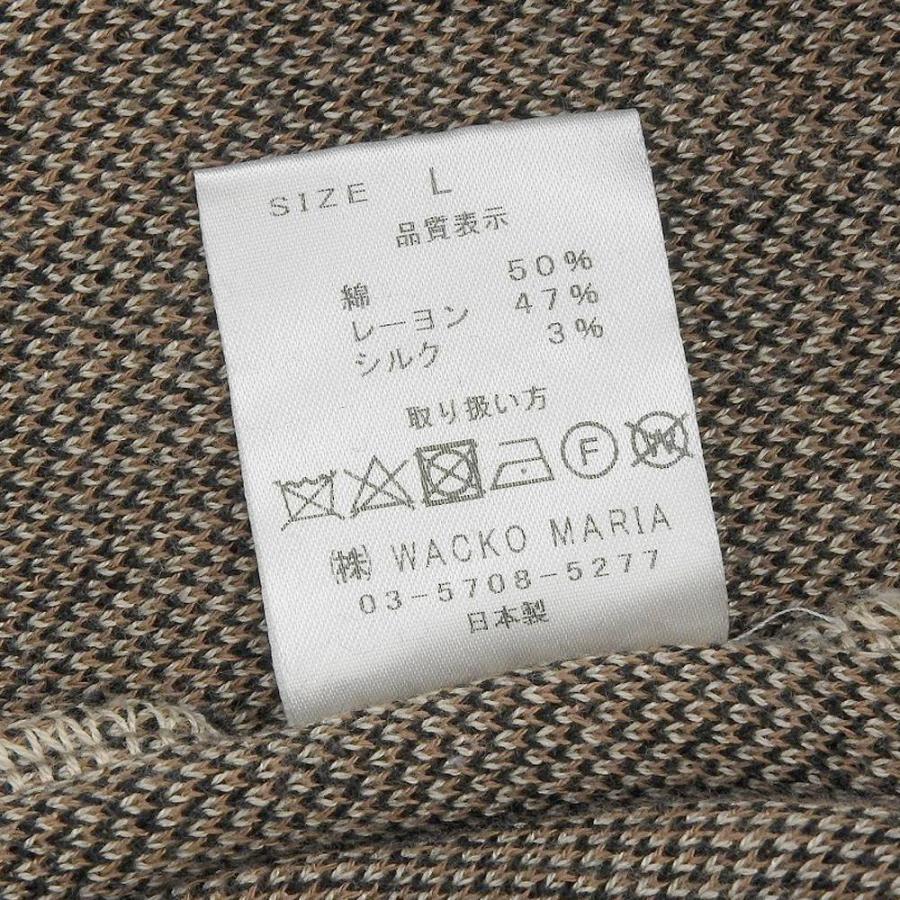 SIZE L
品質表示
綿 50%
レーヨン 47%
シルク 3%
取り扱い方
F W
㈱ WACKO MARIA
03-5708-5277
日本製